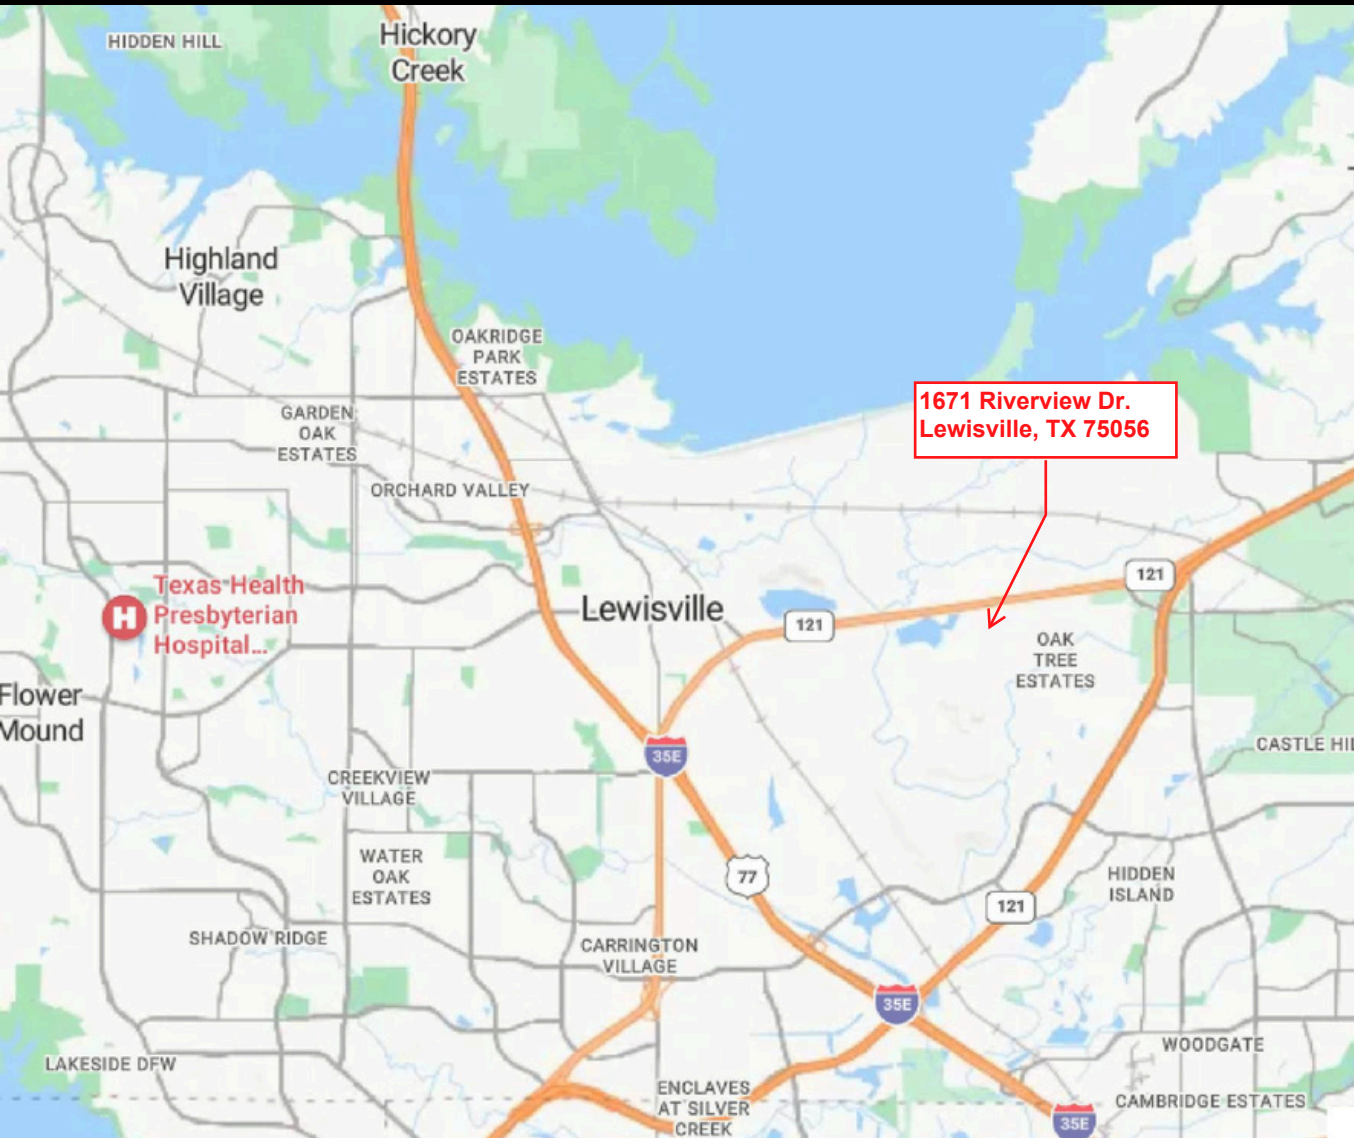 HIDDEN HILL
Hickory
Creek
Highland
Village
OAKRIDGE
PARK
ESTATES
1671 Riverview Dr.
Lewisville, TX 75056
GARDEN
OAK
ESTATES
ORCHARD VALLEY
121
Texas Health
Presbyterian
Hospital...
H
Lewisville
121
OAK
TREE
ESTATES
Flower
Mound
35E
CASTLE HIL
CREEKVIEW
VILLAGE
WATER
OAK
ESTATES
77
HIDDEN
ISLAND
121
SHADOW RIDGE
CARRINGTON
VILLAGE
35E
WOODGATE
LAKESIDE DFW
ENCLAVES
AT SILVER
CREEK
CAMBRIDGE ESTATES
35E